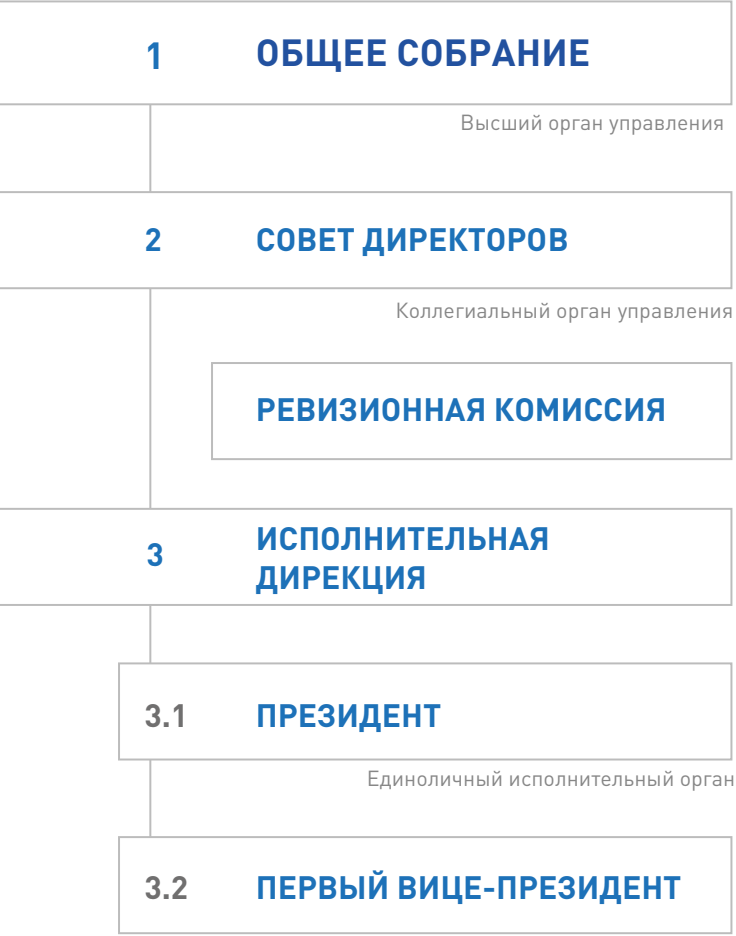 1 ОБЩЕЕ СОБРАНИЕ
Высший орган управления
2 СОВЕТ ДИРЕКТОРОВ
Коллегиальный орган управления
РЕВИЗИОННАЯ КОМИССИЯ
3 ИСПОЛНИТЕЛЬНАЯ
ДИРЕКЦИЯ
3.1 ПРЕЗИДЕНТ
Единоличный исполнительный орган
3.2 ПЕРВЫЙ ВИЦЕ-ПРЕЗИДЕНТ